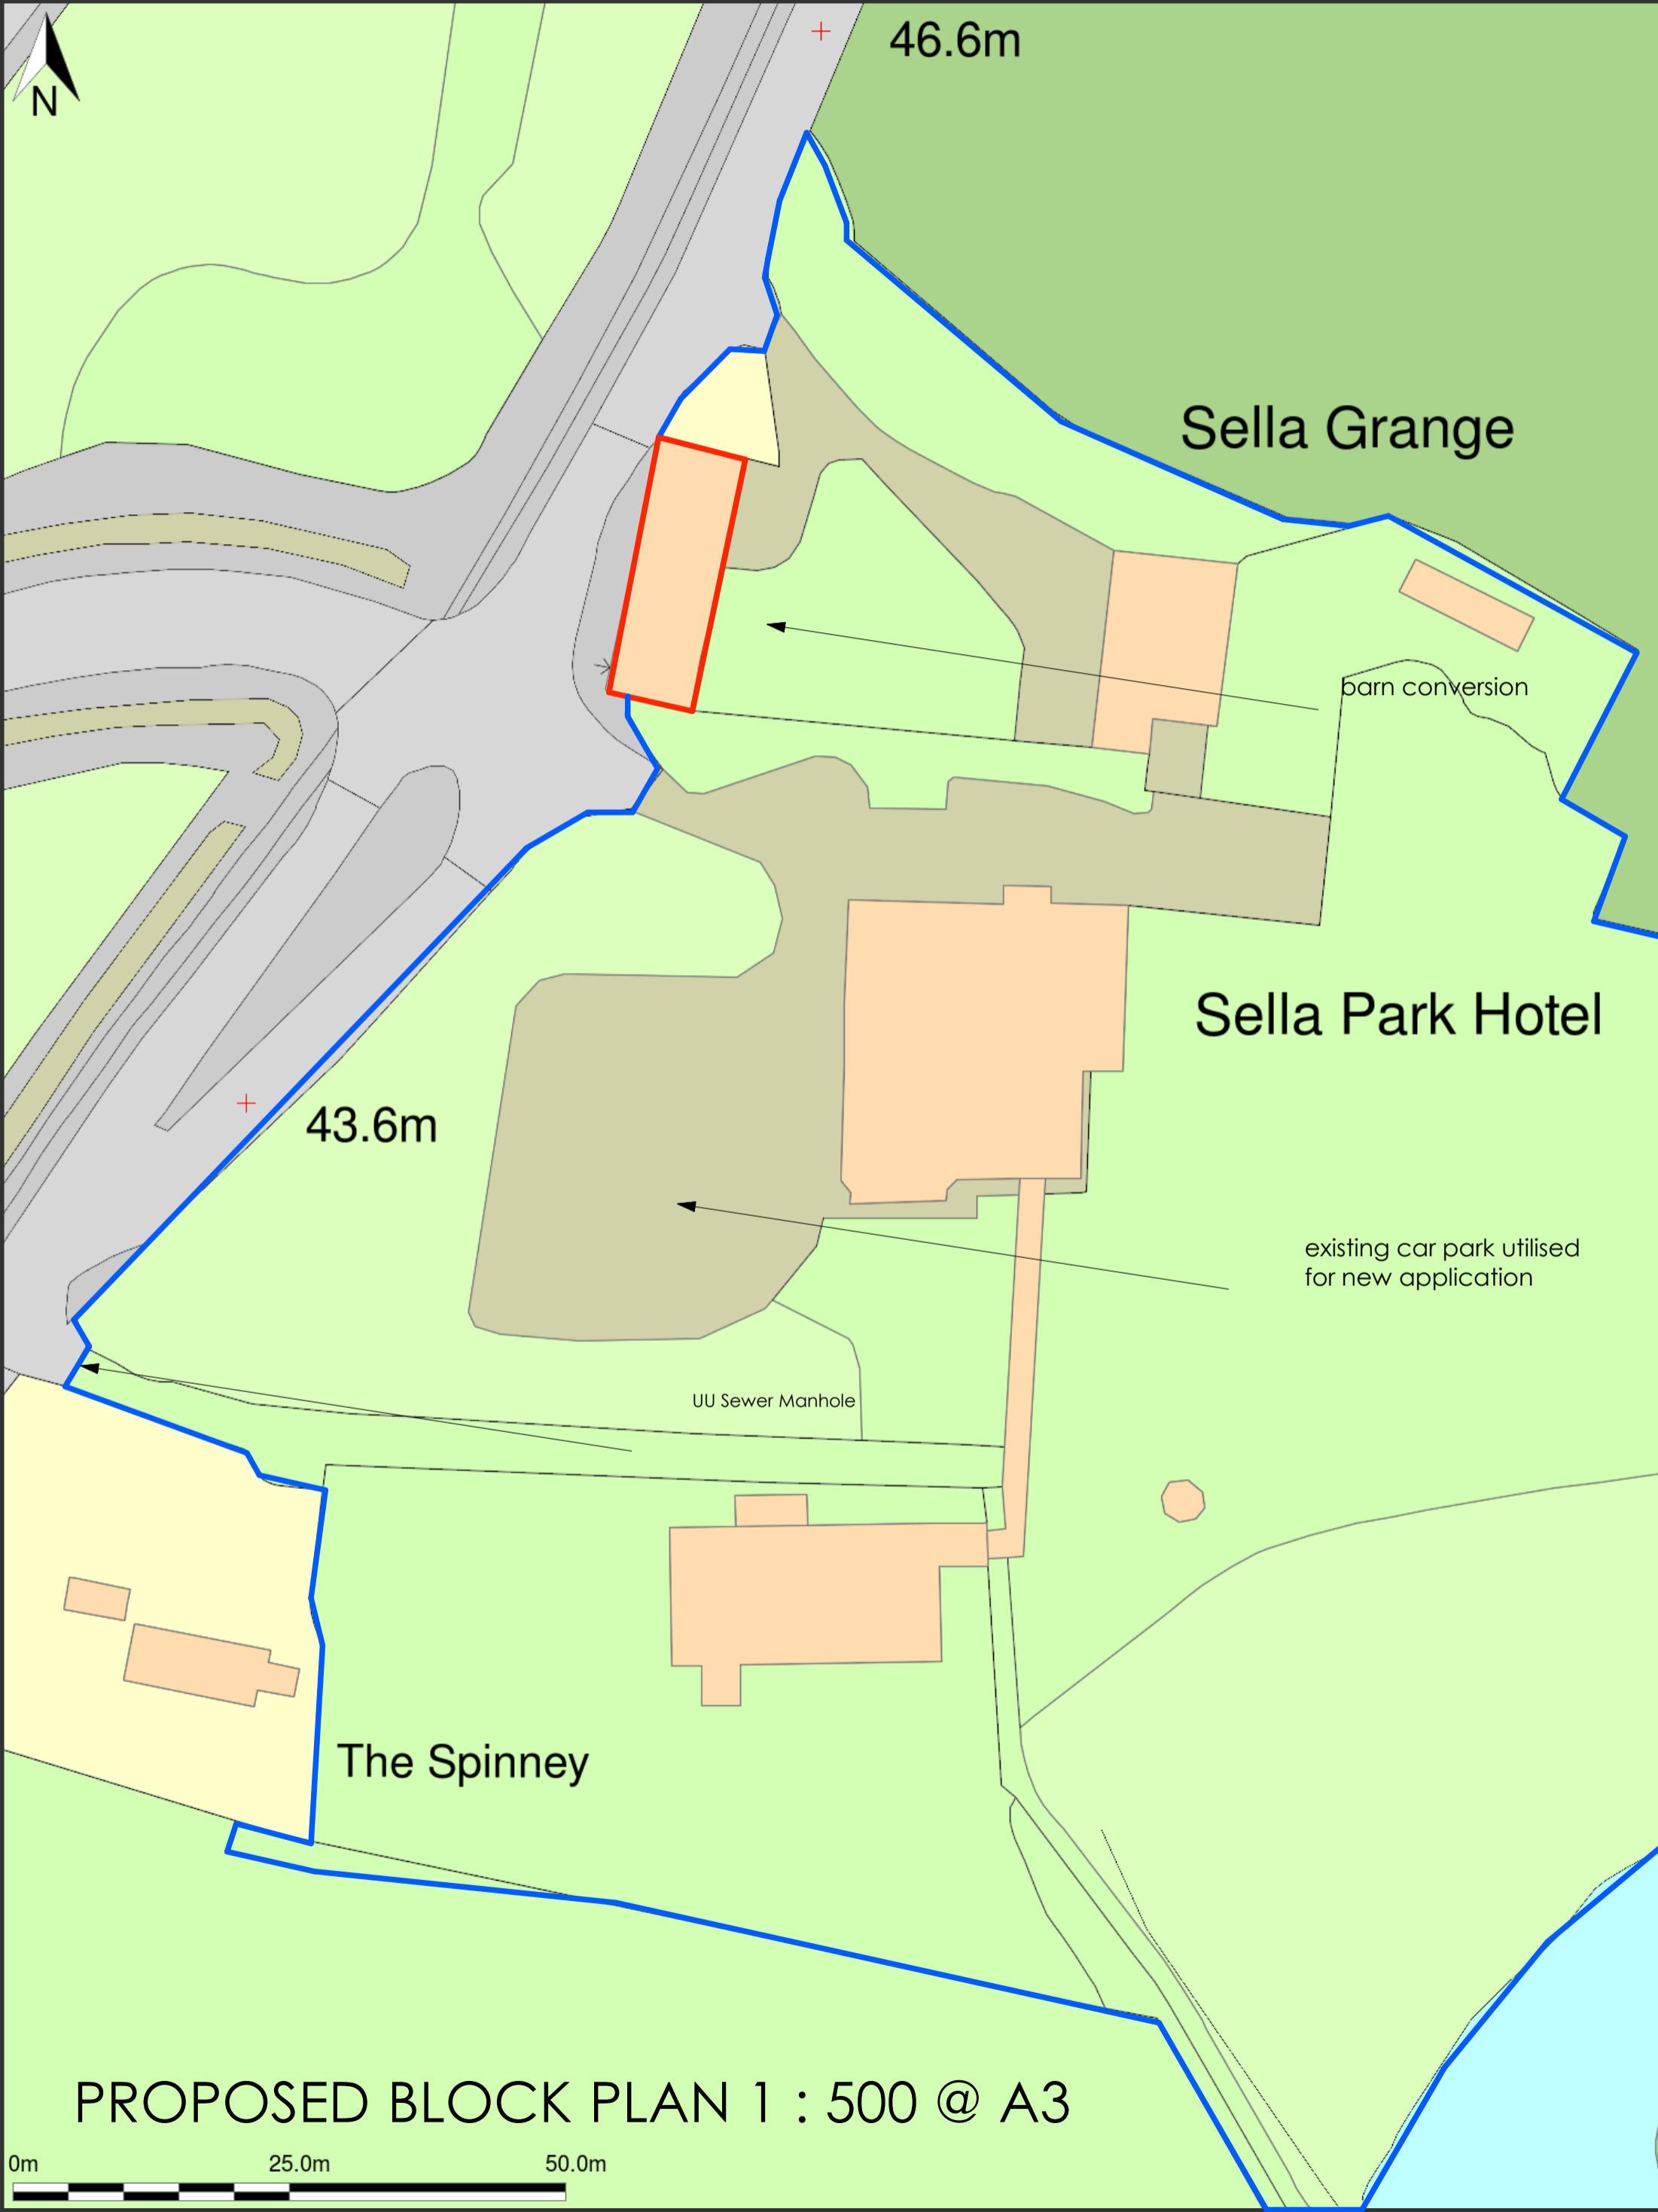 46.6m
N
Sella Grange
barn conversion
Sella Park Hotel
43.6m
existing car park utilised
for new application
UU Sewer Manhole
The Spinney
PROPOSED BLOCK PLAN 1 : 500 @ A3
0m 25.0m 50.0m